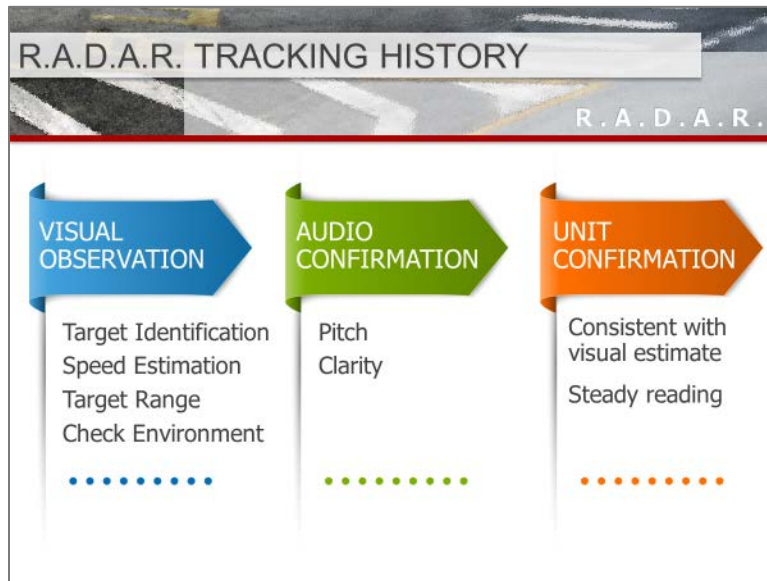 R.A.D.A.R. TRACKING HISTORY
R.A.D.A.R.
VISUAL
OBSERVATION
Target Identification
Speed Estimation
Target Range
Check Environment
AUDIO
CONFIRMATION
Pitch
Clarity
UNIT
CONFIRMATION
Consistent with
visual estimate
Steady reading